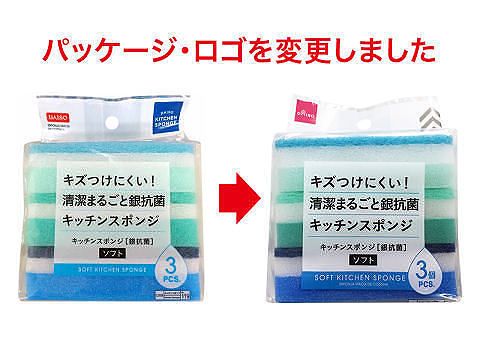 パッケージ・ロゴを変更しました
DAISO
DAISO
KITCHEN
SPONGE
キズつけにくい!
清潔まるごと銀抗菌
キッチンスポンジ
キッチンスポンジ[銀抗菌]
ソフト
SOFT KITCHEN SPONGE
3
PCS.
DAISO
キズつけにくい!
清潔まるごと銀抗菌
キッチンスポンジ
キッチンスポンジ[銀抗菌]
ソフト
SOFT KITCHEN SPONGE
3個
PCS.